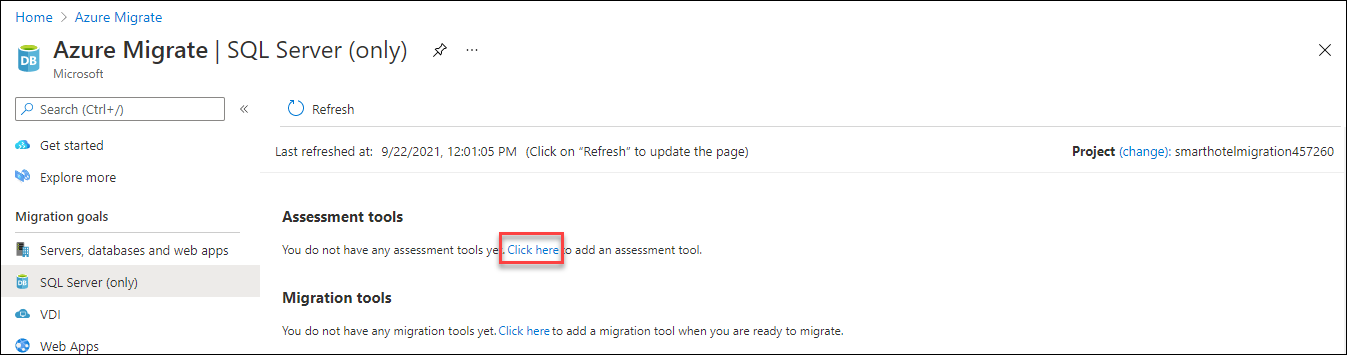 Home > Azure Migrate
Azure Migrate | SQL Server (only) ...
Microsoft
Search (Ctrl+/) «
Refresh
Get started
Last refreshed at: 9/22/2021, 12:01:05 PM (Click on “Refresh” to update the page) Project (change): smarthotelmigration457260
Explore more
Migration goals
Assessment tools
Servers, databases and web apps
You do not have any assessment tools yet. Click here to add an assessment tool.
SQL Server (only)
Migration tools
VDI
You do not have any migration tools yet. Click here to add a migration tool when you are ready to migrate.
Web Apps
DB
DB